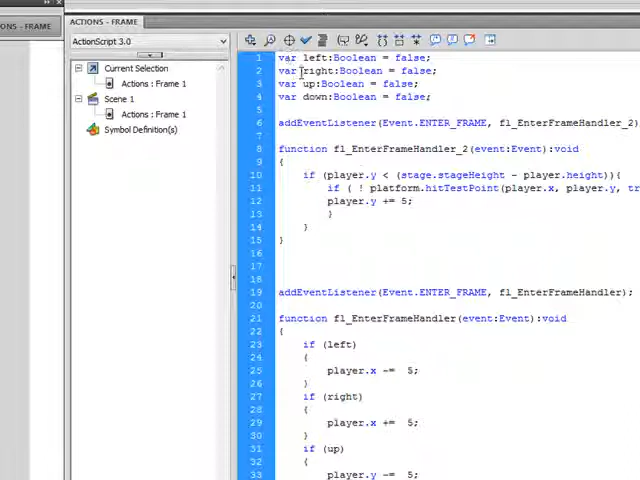 ONS - FRAME
ACTIONS - FRAME
ActionScript 3.0
Current Selection
Actions : Frame 1
Scene 1
Actions : Frame 1
Symbol Definition(s)
1 var left:Boolean = false;
2 var right:Boolean = false;
3 var up:Boolean = false;
4 var down:Boolean = false;
5
6 addEventListener(Event.ENTER_FRAME, fl_EnterFrameHandler_2)
7
8 function fl_EnterFrameHandler_2(event:Event):void
9 {
10 if (player.y < (stage.stageHeight - player.height)){
11 if ( ! platform.hitTestPoint(player.x, player.y, tr
12 player.y += 5;
13 }
14 }
15 }
16
17
18
19 addEventListener(Event.ENTER_FRAME, fl_EnterFrameHandler);
20
21 function fl_EnterFrameHandler(event:Event):void
22 {
23 if (left)
24 {
25 player.x -= 5;
26 }
27 if (right)
28 {
29 player.x += 5;
30 }
31 if (up)
32 {
33 player.y -= 5;